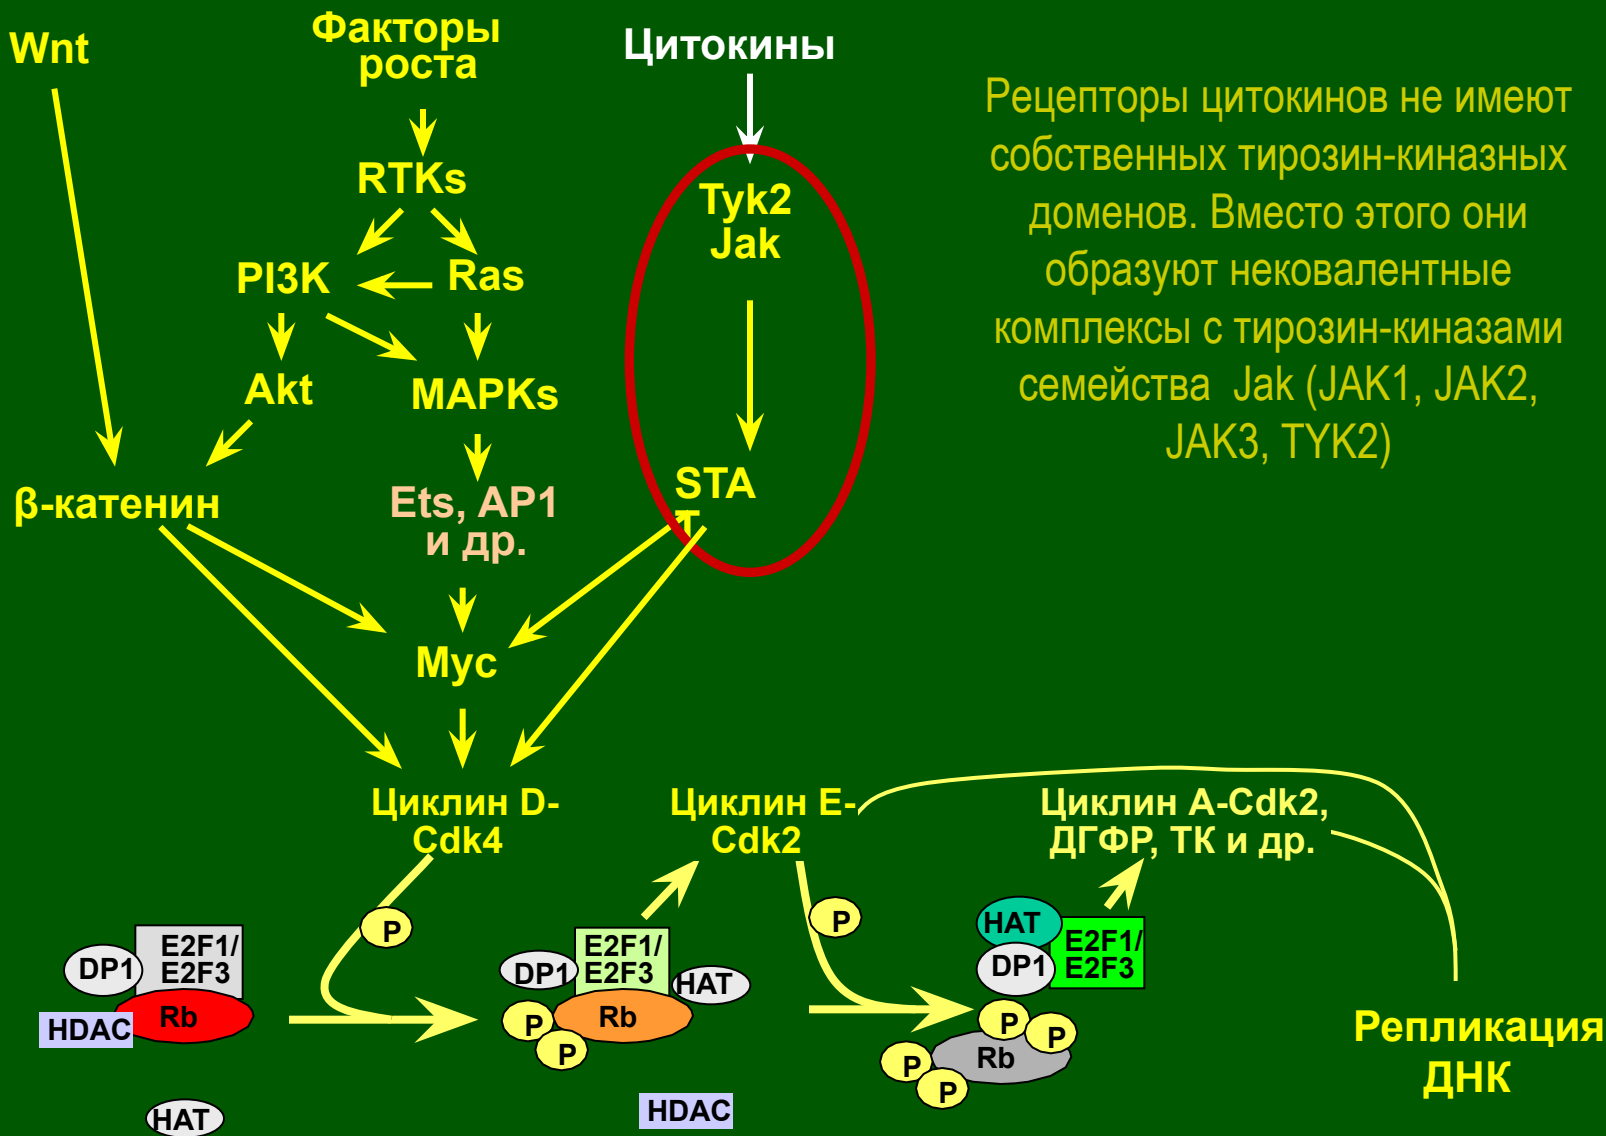 Wnt
Факторы
роста
Цитокины
Рецепторы цитокинов не имеют
собственных тирозин-киназных
доменов. Вместо этого они
образуют нековалентные
комплексы с тирозин-киназами
семейства Jak (JAK1, JAK2,
JAK3, TYK2)
RTKs
Tyk2
Jak
PI3K
Ras
Akt
MAPKs
β-катенин
Ets, AP1
и др.
STA
T
Myc
Циклин D-
Cdk4
Циклин E-
Cdk2
Циклин A-Cdk2,
ДГФР, ТК и др.
P
P
DP1
E2F1/
E2F3
Rb
HDAC
HAT
DP1
E2F1/
E2F3
HAT
P
Rb
P
HDAC
HAT
E2F1/
E2F3
DP1
P
P
P
Rb
P
Репликация
ДНК